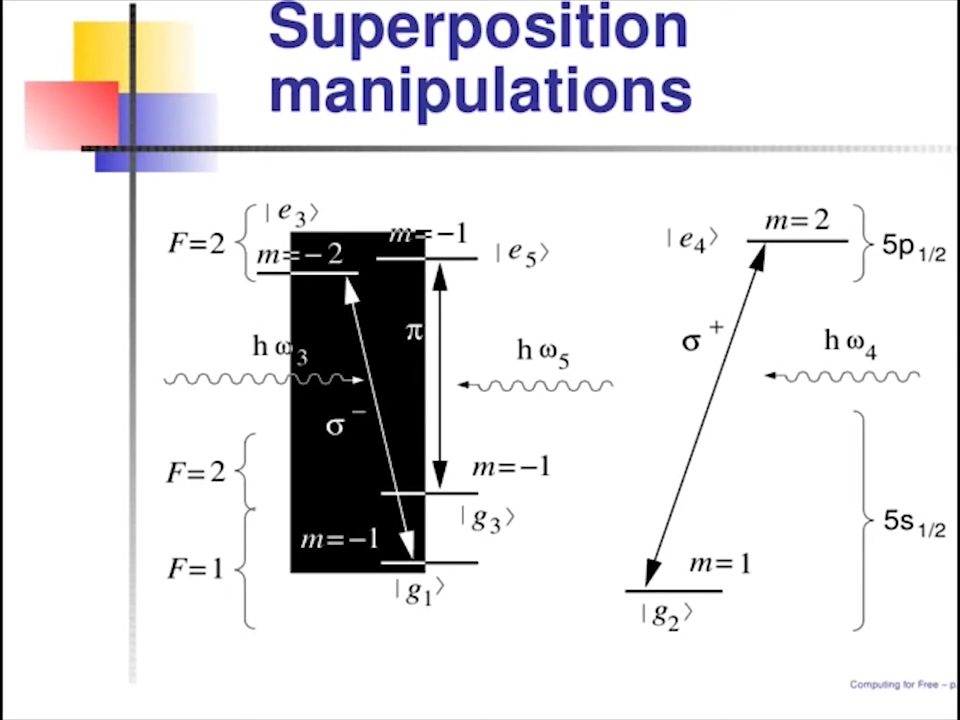 Superposition
manipulations
| e3⟩
m=−1
m=2
F=2
m=−2
| e5⟩
| e4⟩
5p1/2
π
σ+
h ω3
h ω5
h ω4
σ−
F=2
m=−1
| g3⟩
5s1/2
m=−1
m=1
F=1
| g1⟩
| g2⟩
Computing for Free – p.